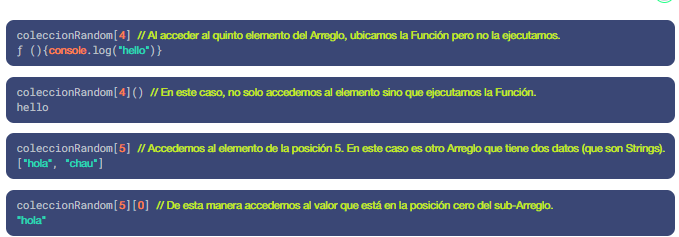 coleccionRandom[4] // Al acceder al quinto elemento del Arreglo, ubicamos la Función pero no la ejecutamos.
ƒ (){console.log("hello")}
coleccionRandom[4]() // En este caso, no solo accedemos al elemento sino que ejecutamos la Función.
hello
coleccionRandom[5] // Accedemos al elemento de la posición 5. En este caso es otro Arreglo que tiene dos datos (que son Strings).
["hola", "chau"]
coleccionRandom[5][0] // De esta manera accedemos al valor que está en la posición cero del sub-Arreglo.
"hola"